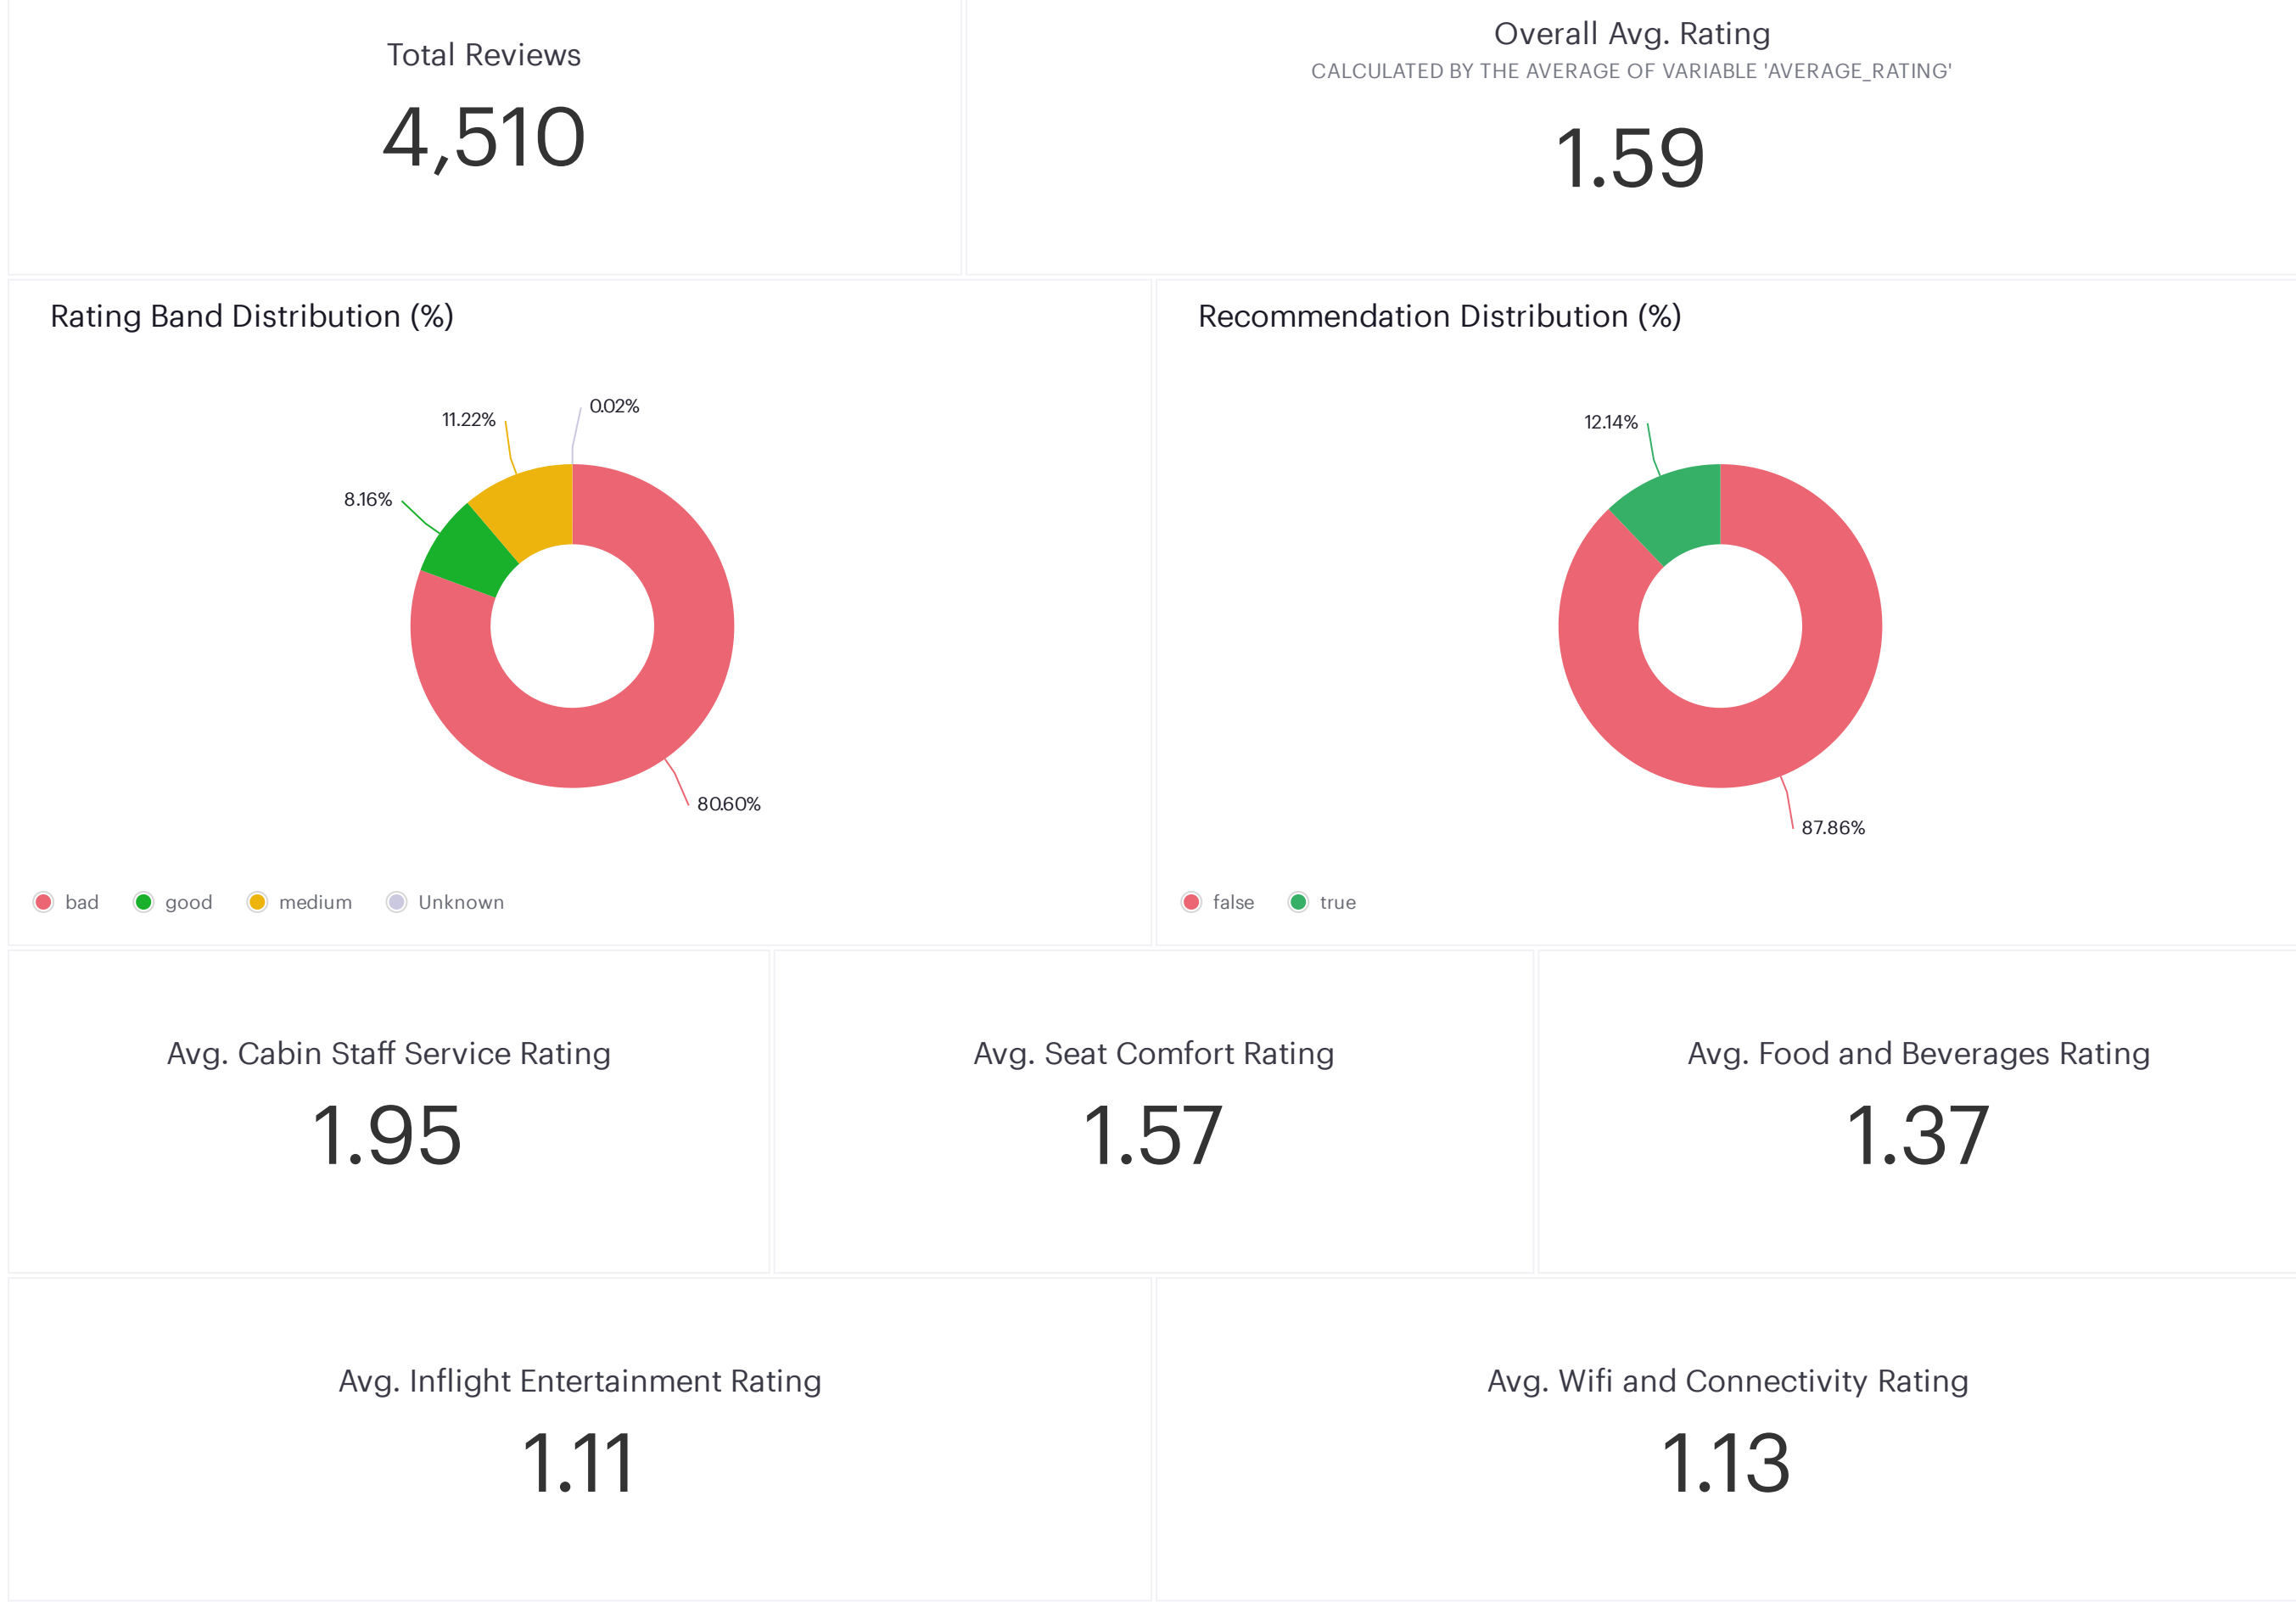 Total Reviews
4,510
Overall Avg. Rating
CALCULATED BY THE AVERAGE OF VARIABLE 'AVERAGE_RATING'
1.59
Rating Band Distribution (%)
0.02%
11.22%
8.16%
80.60%
bad good medium Unknown
Recommendation Distribution (%)
12.14%
87.86%
false true
Avg. Cabin Staff Service Rating
1.95
Avg. Seat Comfort Rating
1.57
Avg. Food and Beverages Rating
1.37
Avg. Inflight Entertainment Rating
1.11
Avg. Wifi and Connectivity Rating
1.13